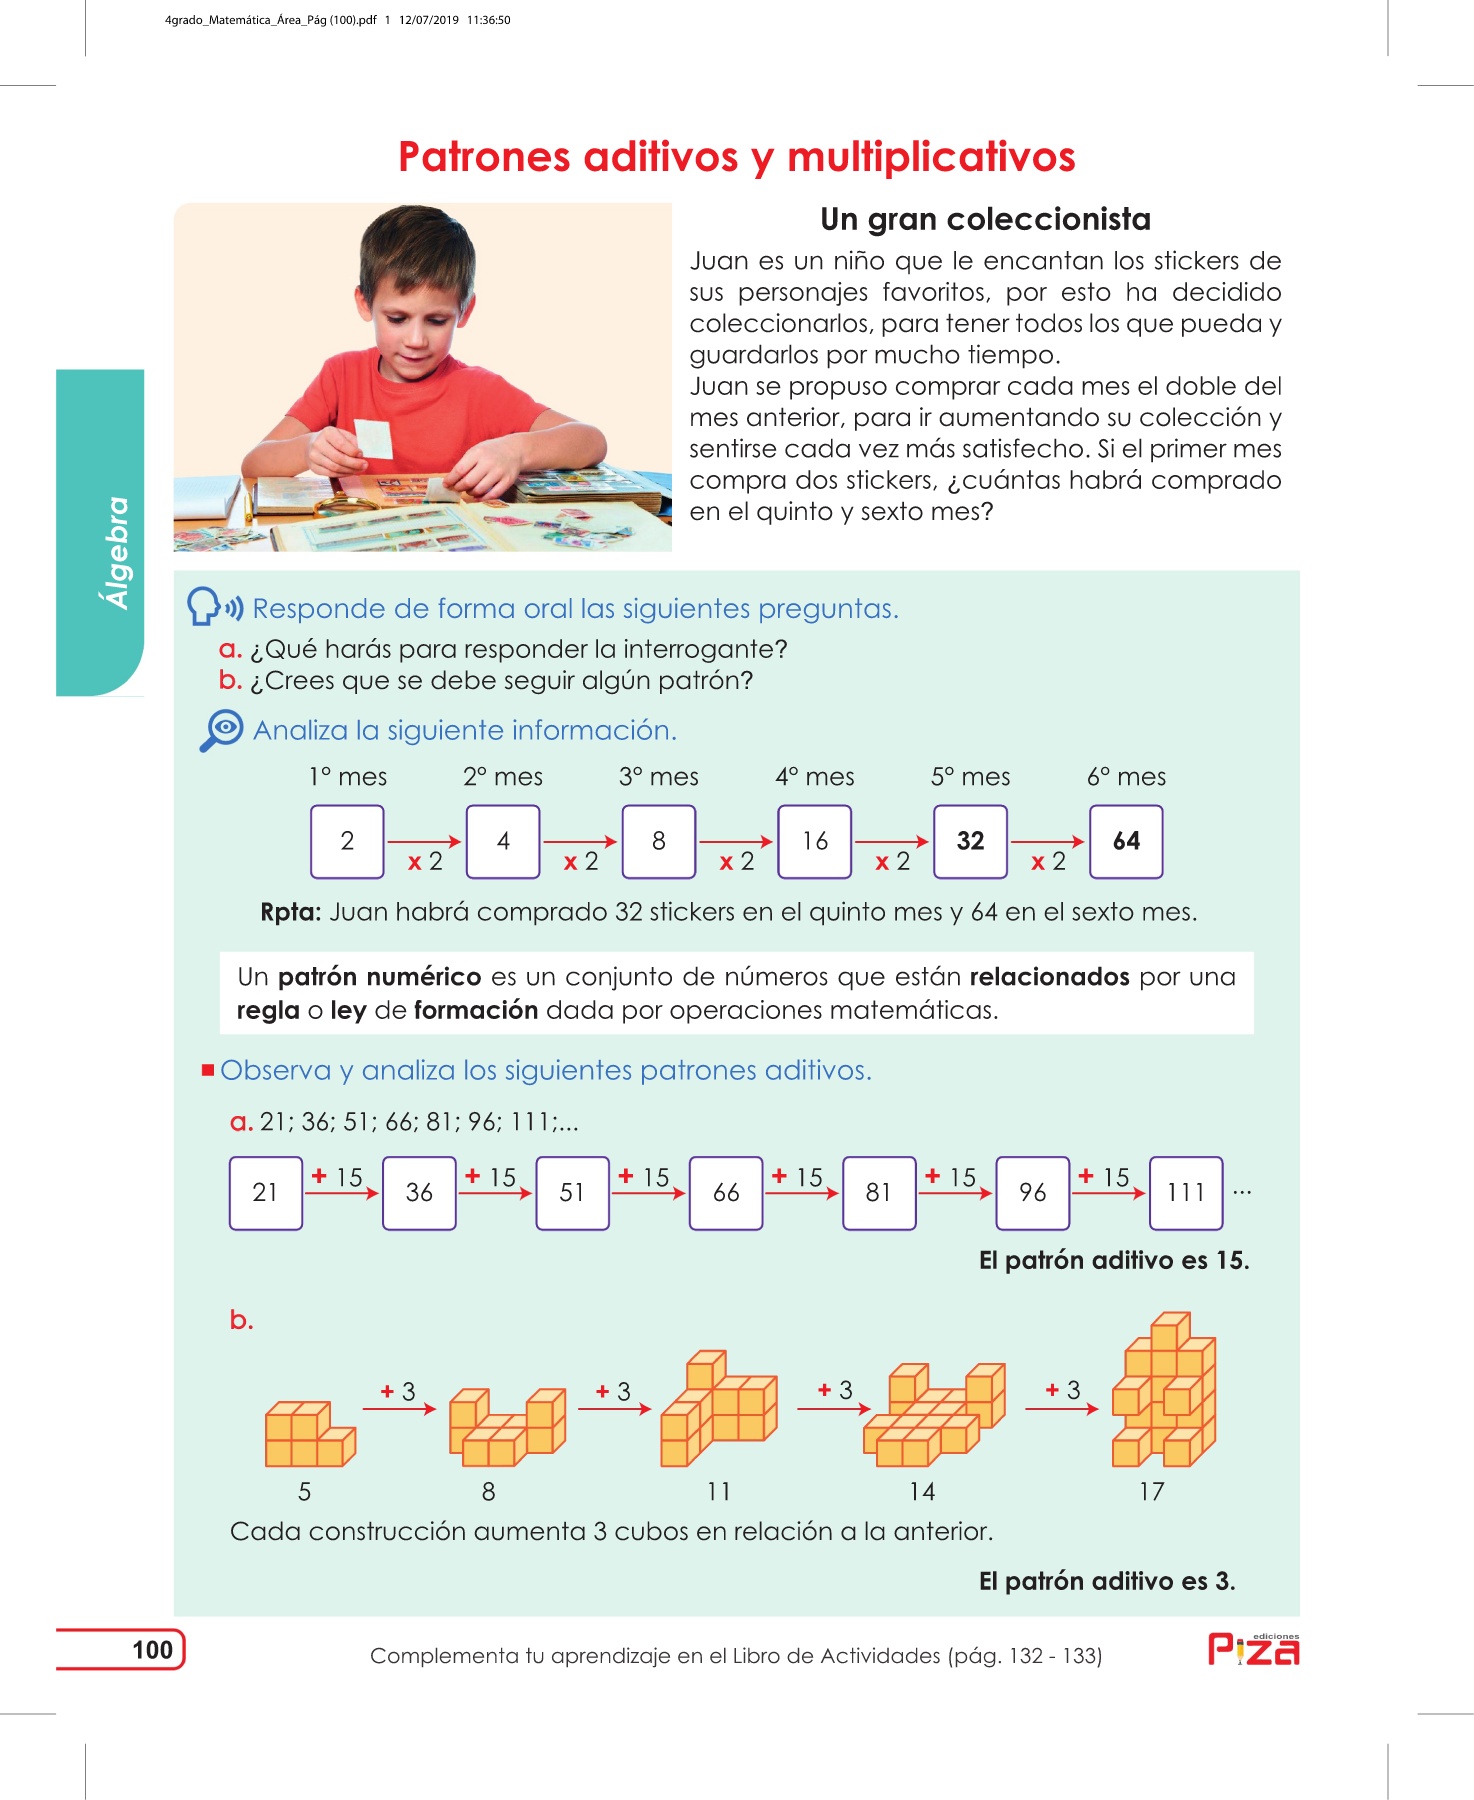 4grado_Matemática_Área_Pág (100).pdf 1 12/07/2019 11:36:50
Patrones aditivos y multiplicativos
Un gran coleccionista
Juan es un niño que le encantan los stickers de
sus personajes favoritos, por esto ha decidido
coleccionarlos, para tener todos los que pueda y
guardarlos por mucho tiempo.
Juan se propuso comprar cada mes el doble del
mes anterior, para ir aumentando su colección y
sentirse cada vez más satisfecho. Si el primer mes
compra dos stickers, ¿cuántas habrá comprado
en el quinto y sexto mes?
Álgebra
Responde de forma oral las siguientes preguntas.
a. ¿Qué harás para responder la interrogante?
b. ¿Crees que se debe seguir algún patrón?
Analiza la siguiente información.
1° mes 2° mes 3° mes 4° mes 5° mes 6° mes
2 4 8 16 32 64
x 2 x 2 x 2 x 2 x 2
Rpta: Juan habrá comprado 32 stickers en el quinto mes y 64 en el sexto mes.
Un patrón numérico es un conjunto de números que están relacionados por una
regla o ley de formación dada por operaciones matemáticas.
Observa y analiza los siguientes patrones aditivos.
a. 21; 36; 51; 66; 81; 96; 111;...
+ 15 + 15 + 15 + 15 + 15 + 15
21 36 51 66 81 96 111 ...
El patrón aditivo es 15.
b.
+ 3 + 3 + 3 + 3
5 8 11 14 17
Cada construcción aumenta 3 cubos en relación a la anterior.
El patrón aditivo es 3.
100
Complementa tu aprendizaje en el Libro de Actividades (pág. 132 - 133)
ediciones
Piza